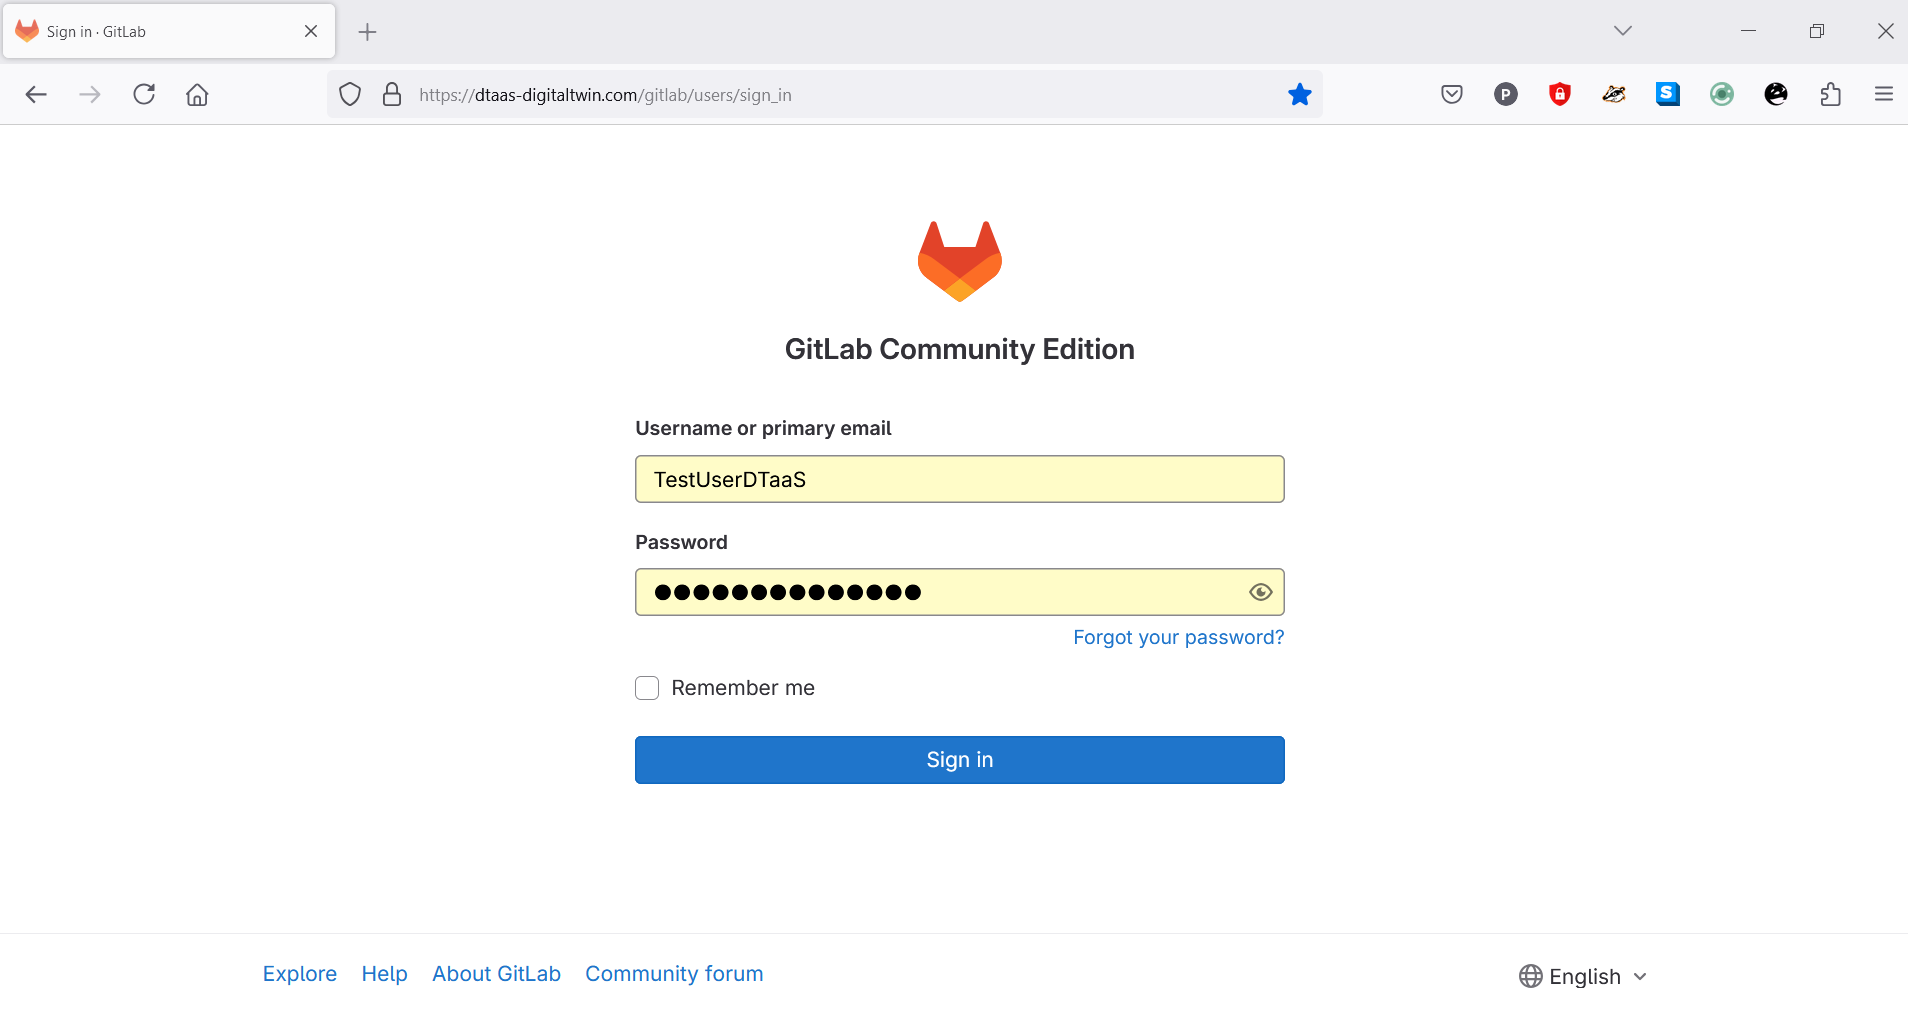 Sign in · GitLab
https://dtaas-digitaltwin.com/gitlab/users/sign_in
P
S
GitLab Community Edition
Username or primary email
TestUserDTaaS
Password
●●●●●●●●●●●●●●
Forgot your password?
Remember me
Sign in
Explore Help About GitLab Community forum
English